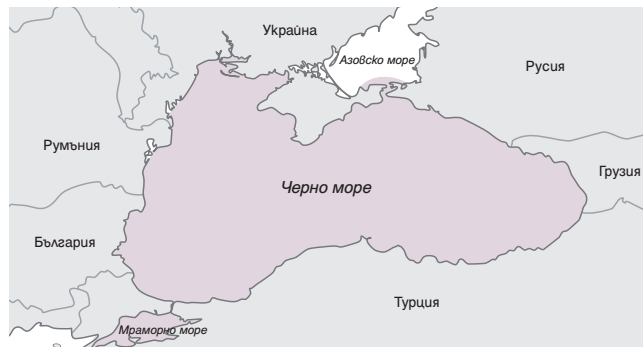 Украйна
Азовско море
Русия
Румъния
Грузия
Черно море
България
Турция
Мраморно море